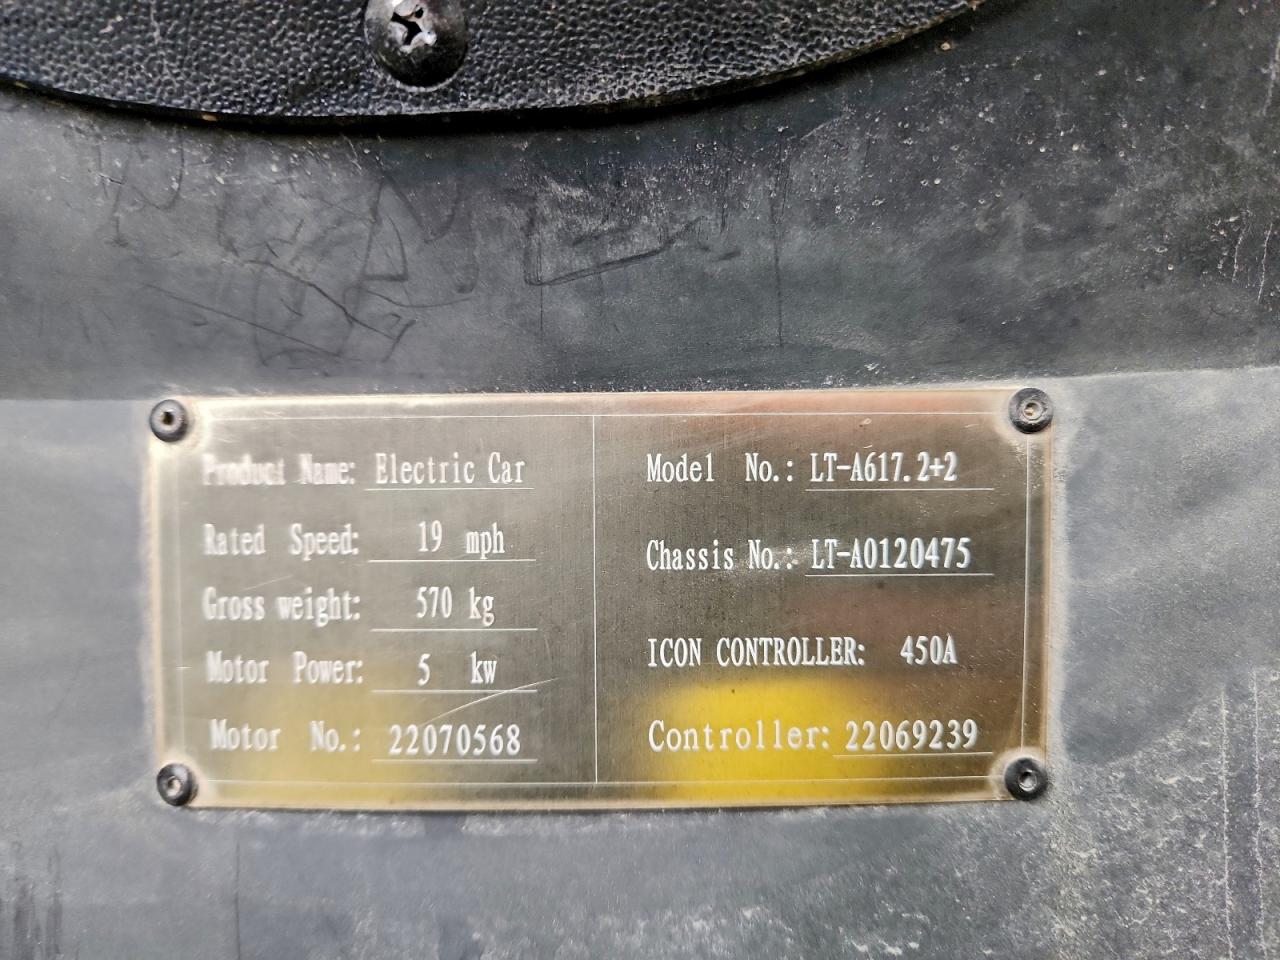 Product Name: Electric Car
Rated Speed: 19 mph
Gross weight: 570 kg
Motor Power: 5 kw
Motor No.: 22070568
Model No.: LT-A617.2+2
Chassis No.: LT-A0120475
ICON CONTROLLER: 450A
Controller: 22069239